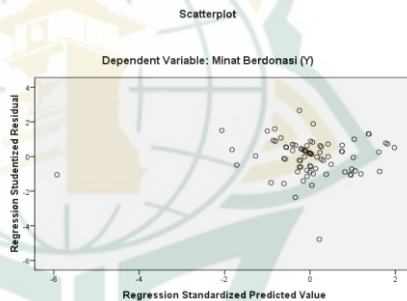 Scatterplot
Dependent Variable: Minat Berdonasi (Y)
Regression Studentized Residual
4
2
0
-2
-4
-6
-6
-4
-2
0
2
Regression Standardized Predicted Value